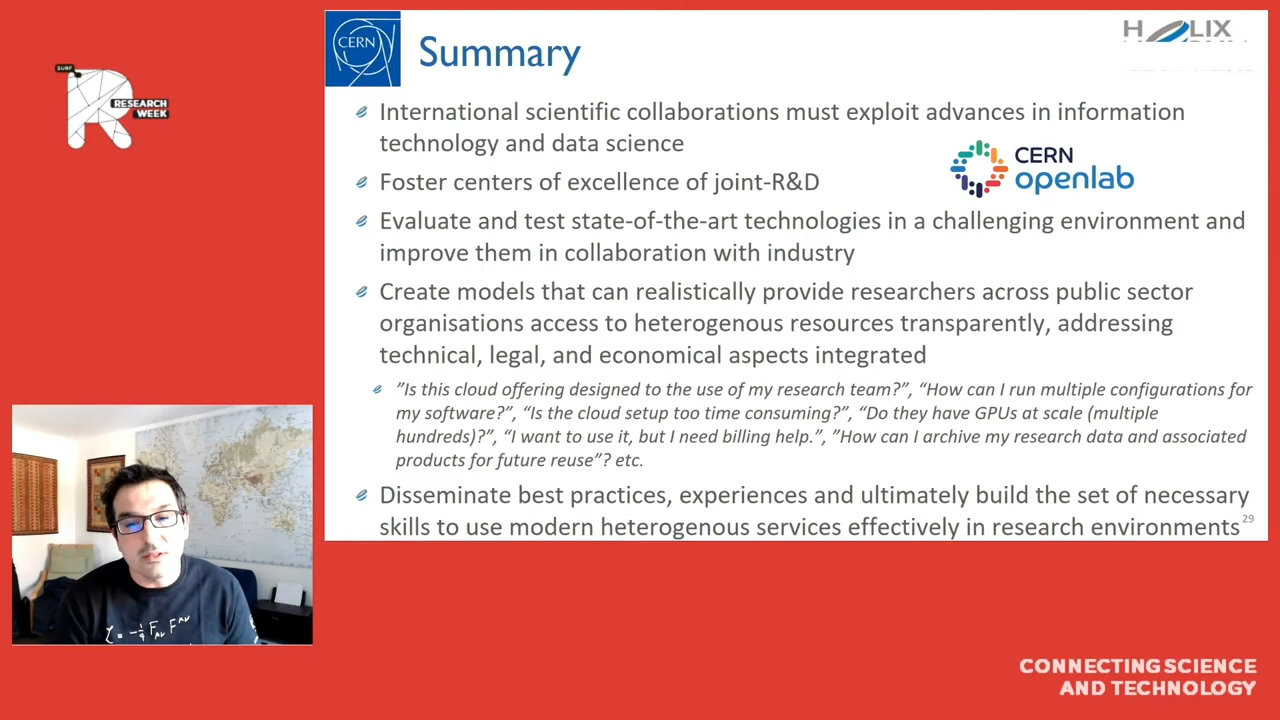 SURF
RESEARCH
WEEK
CERN
Summary
H LIX
International scientific collaborations must exploit advances in information
technology and data science
CERN
openlab
Foster centers of excellence of joint-R&D
Evaluate and test state-of-the-art technologies in a challenging environment and
improve them in collaboration with industry
Create models that can realistically provide researchers across public sector
organisations access to heterogenous resources transparently, addressing
technical, legal, and economical aspects integrated
”Is this cloud offering designed to the use of my research team?”, “How can I run multiple configurations for
my software?”, “Is the cloud setup too time consuming?”, “Do they have GPUs at scale (multiple
hundreds)?”, “I want to use it, but I need billing help.”, ”How can I archive my research data and associated
products for future reuse”? etc.
Disseminate best practices, experiences and ultimately build the set of necessary
skills to use modern heterogenous services effectively in research environments
29
CONNECTING SCIENCE
AND TECHNOLOGY